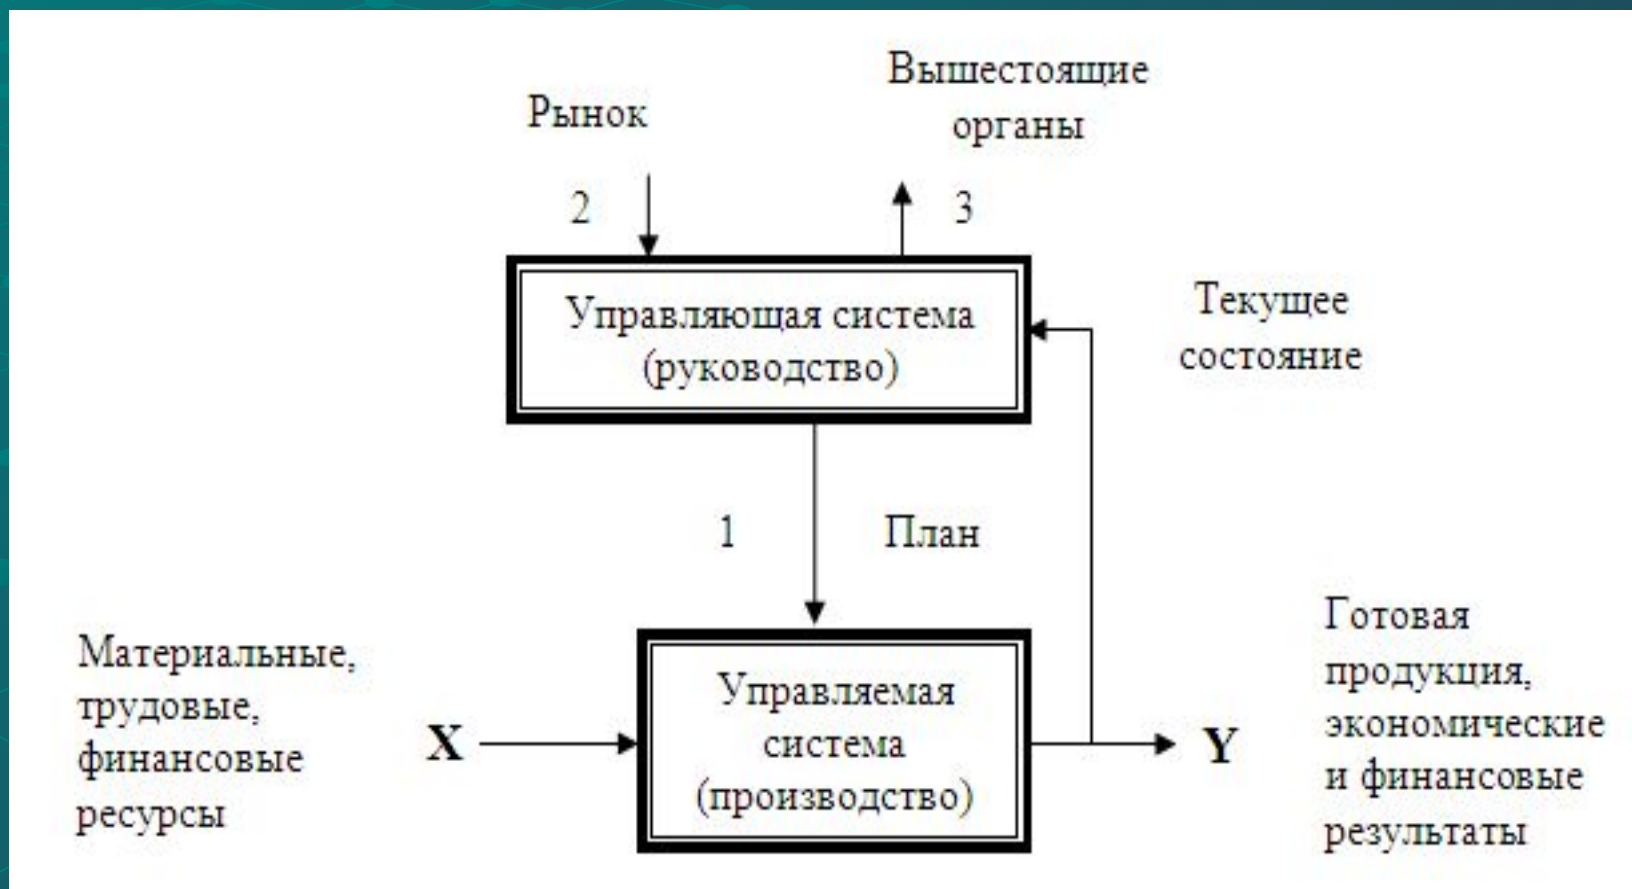 Рынок
Вышестоящие
органы
2
3
Управляющая система
(руководство)
Текущее
состояние
1
План
Материальные,
трудовые,
финансовые
ресурсы
X
Управляемая
система
(производство)
Y
Готовая
продукция,
экономические
и финансовые
результаты